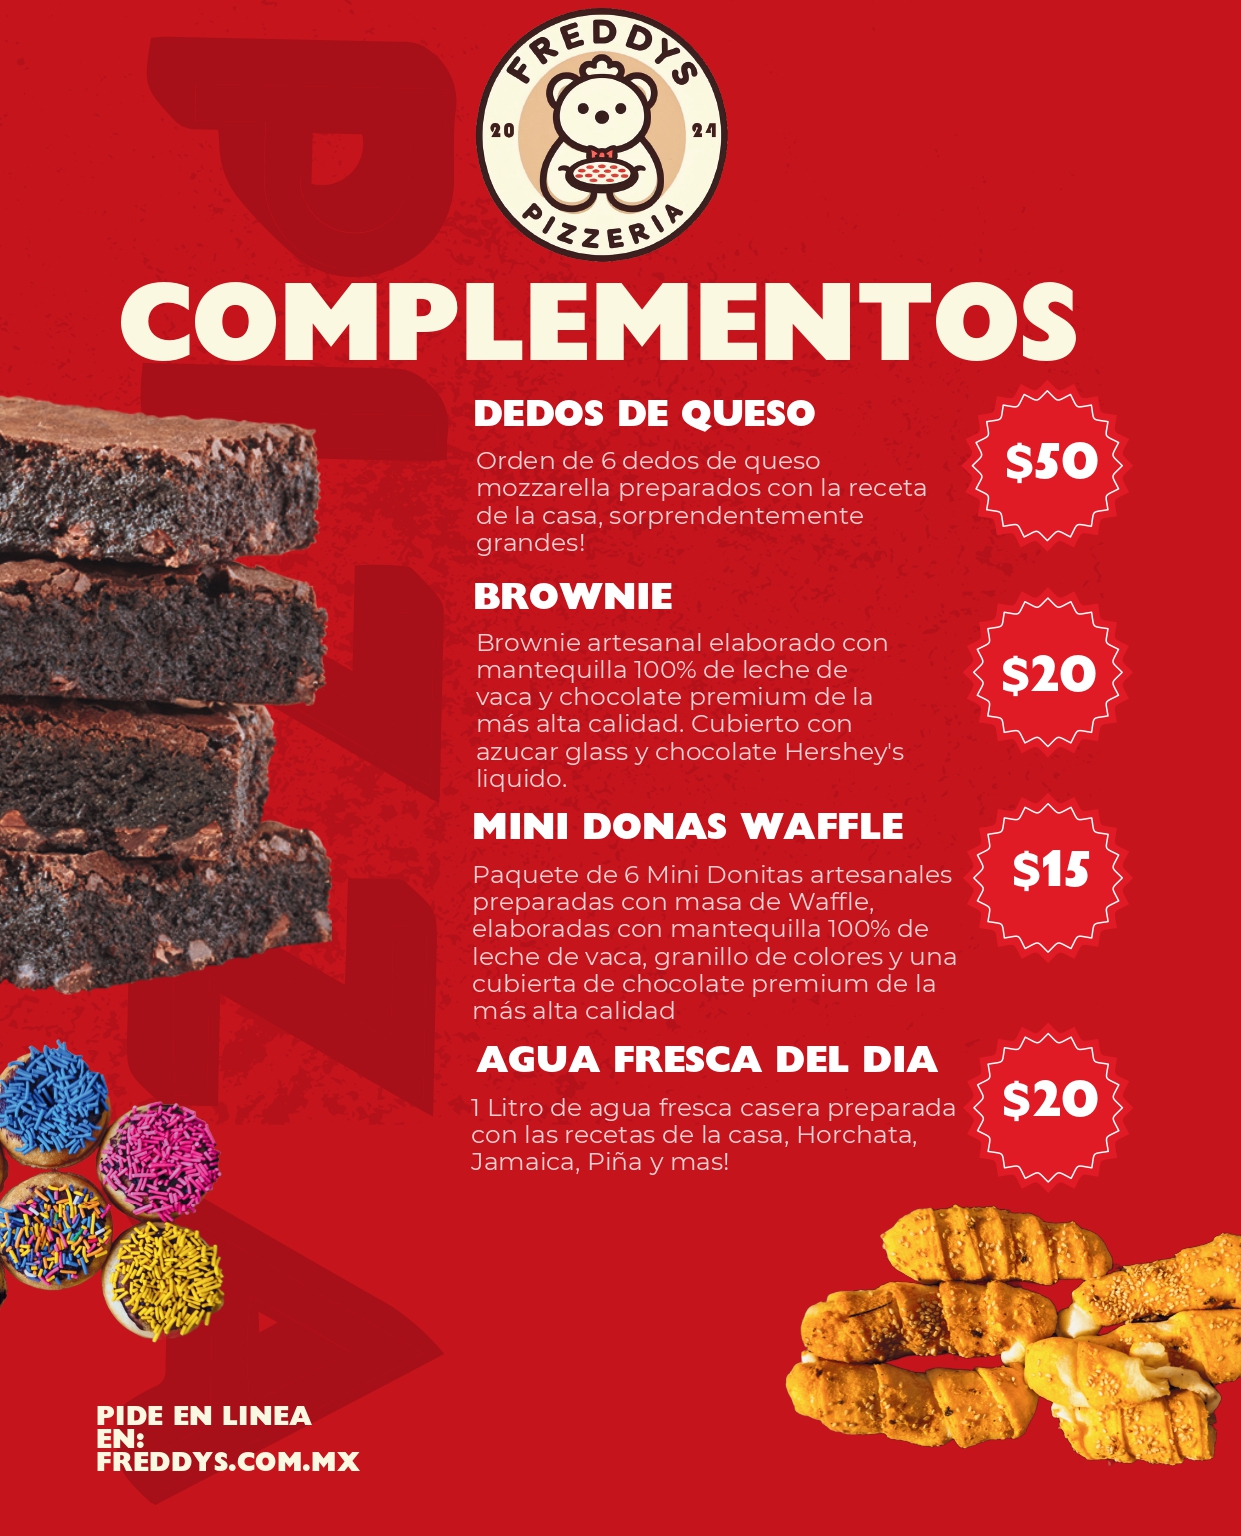 FREDDYS
20 24
PIZZERIA
PIZZA
COMPLEMENTOS
DEDOS DE QUESO
Orden de 6 dedos de queso
mozzarella preparados con la receta
de la casa, sorprendentemente
grandes!
$50
BROWNIE
Brownie artesanal elaborado con
mantequilla 100% de leche de
vaca y chocolate premium de la
más alta calidad. Cubierto con
azucar glass y chocolate Hershey's
liquido.
$20
MINI DONAS WAFFLE
Paquete de 6 Mini Donitas artesanales
preparadas con masa de Waffle,
elaboradas con mantequilla 100% de
leche de vaca, granillo de colores y una
cubierta de chocolate premium de la
más alta calidad
$15
AGUA FRESCA DEL DIA
1 Litro de agua fresca casera preparada
con las recetas de la casa, Horchata,
Jamaica, Piña y mas!
$20
PIDE EN LINEA
EN:
FREDDYS.COM.MX